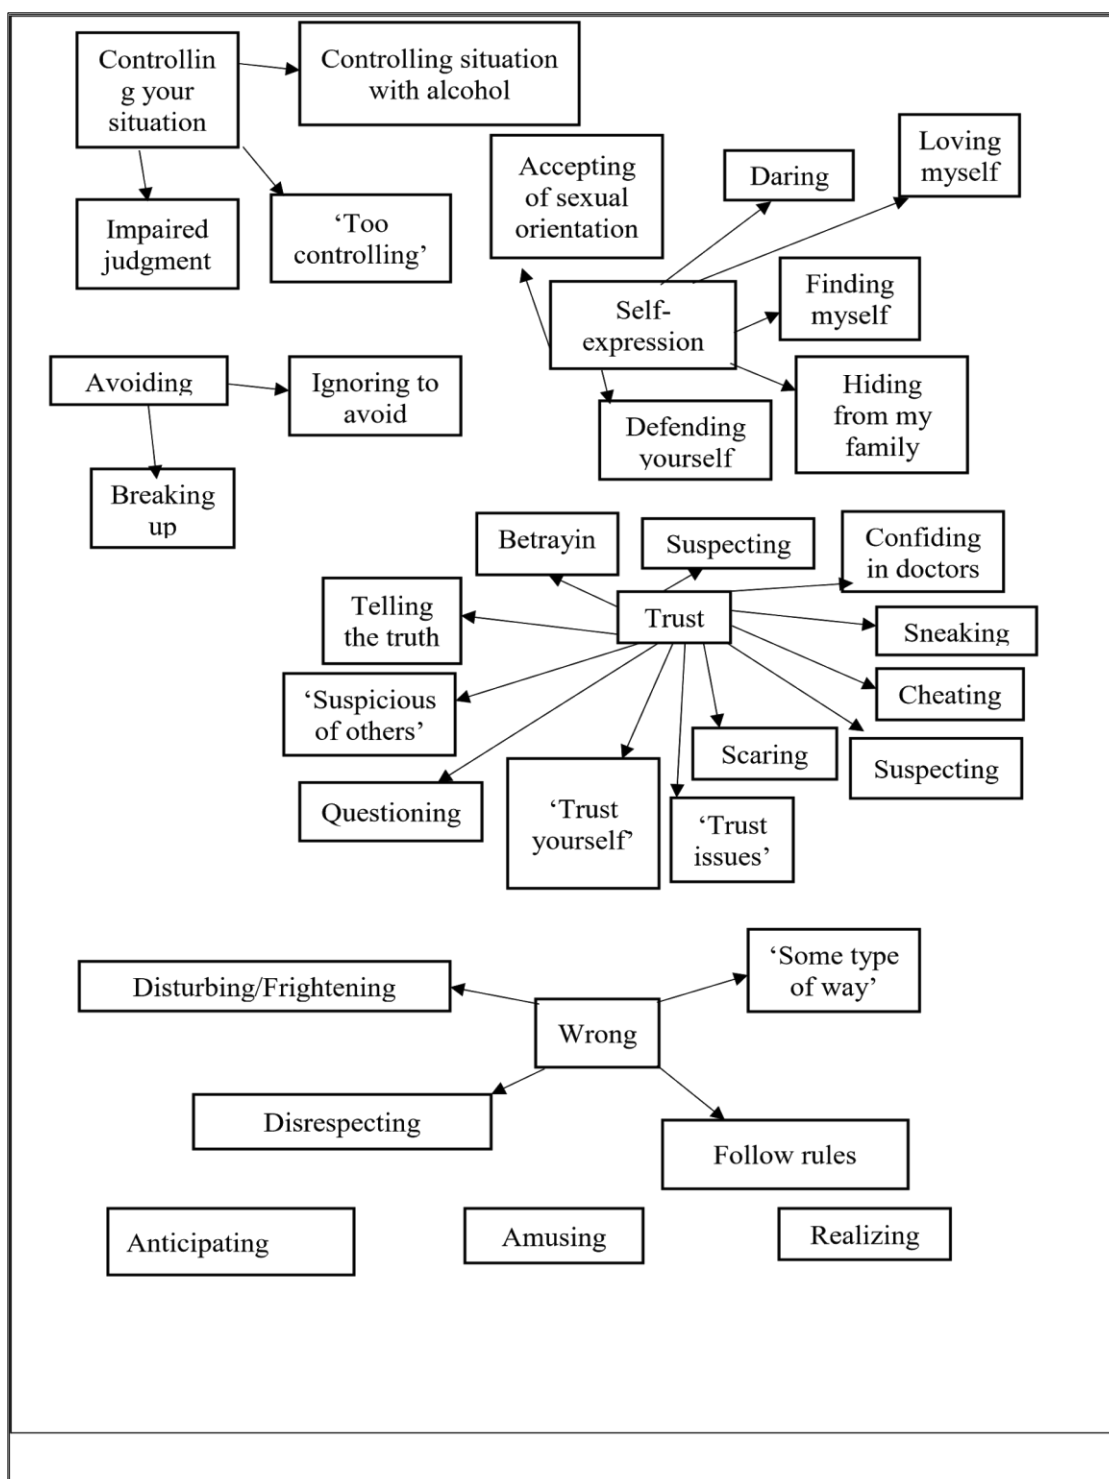 Controllin
g your
situation
Controlling situation
with alcohol
Impaired
judgment
‘Too
controlling’
Accepting
of sexual
orientation
Daring
Loving
myself
Self-
expression
Finding
myself
Hiding
from my
family
Defending
yourself
Avoiding
Ignoring to
avoid
Breaking
up
Betrayin
Suspecting
Confiding
in doctors
Telling
the truth
Trust
Sneaking
‘Suspicious
of others’
Cheating
Scaring
Suspecting
Questioning
‘Trust
yourself’
‘Trust
issues’
Disturbing/Frightening
‘Some type
of way’
Wrong
Disrespecting
Follow rules
Anticipating
Amusing
Realizing